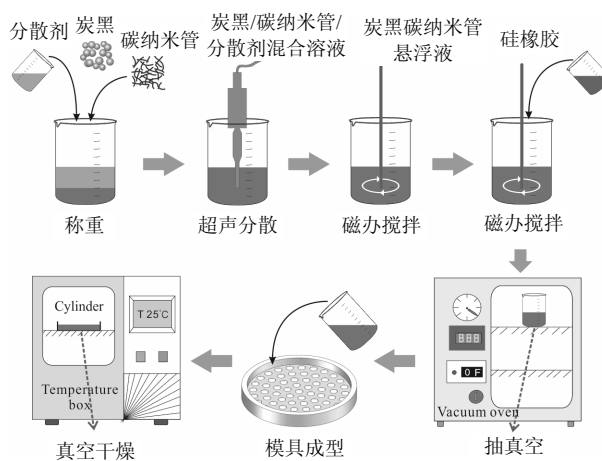 分散剂
炭黑
碳纳米管
炭黑/碳纳米管/
分散剂混合溶液
炭黑碳纳米管
悬浮液
硅橡胶
称重
超声分散
磁办搅拌
磁办搅拌
Cylinder
T 25℃
Temperature
box
真空干燥
模具成型
888
OF
Vacuum oven
抽真空